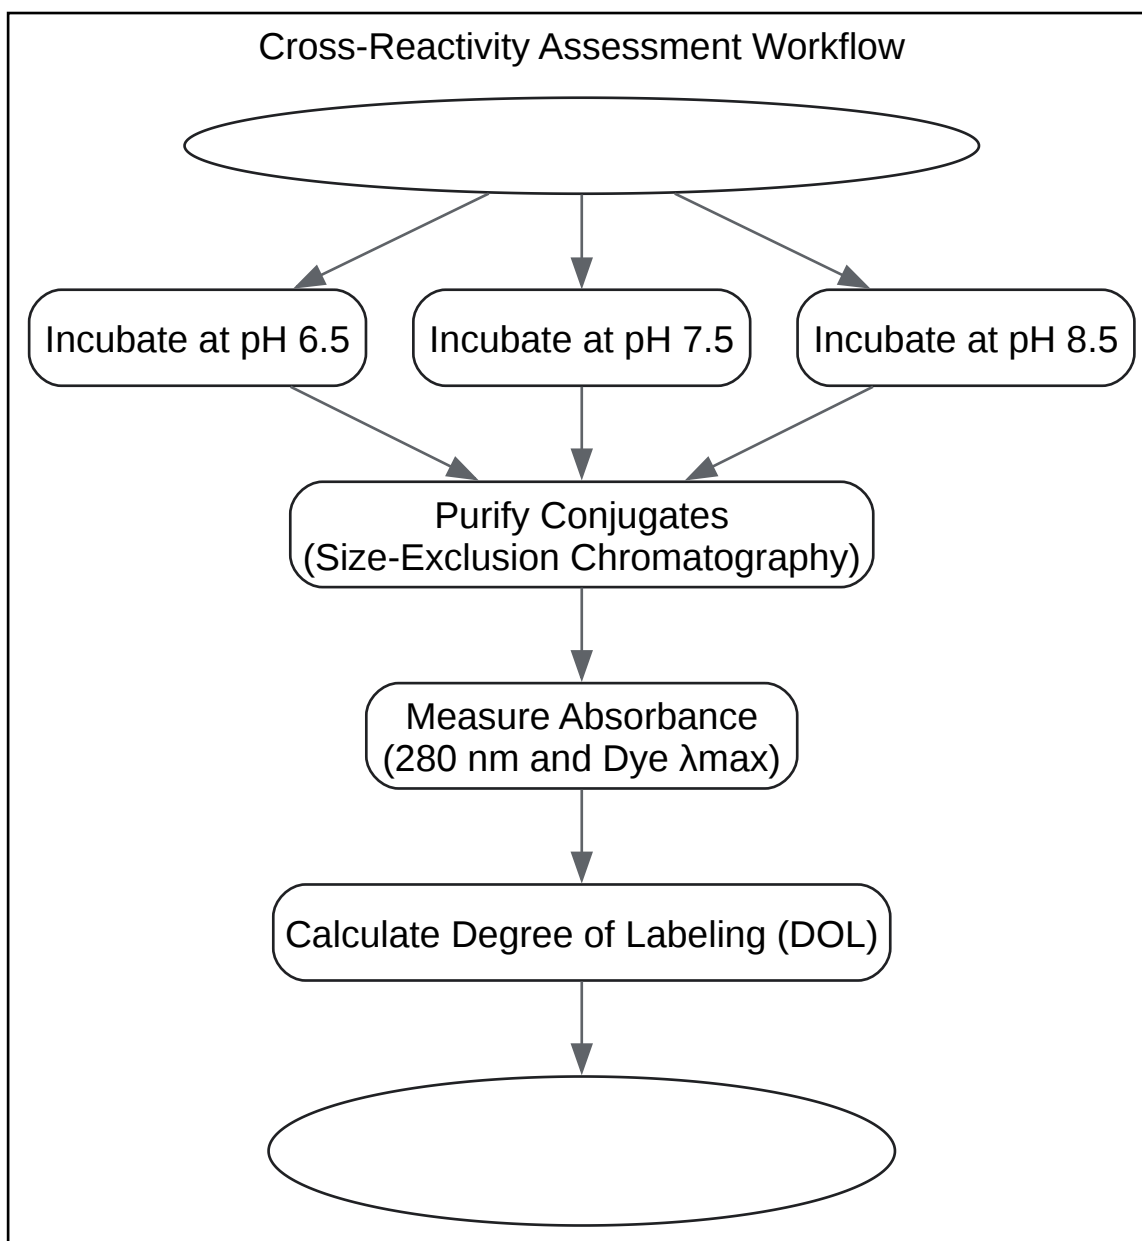 Cross-Reactivity Assessment Workflow
Incubate at pH 6.5
Incubate at pH 7.5
Incubate at pH 8.5
Purify Conjugates
(Size-Exclusion Chromatography)
Measure Absorbance
(280 nm and Dye λmax)
Calculate Degree of Labeling (DOL)